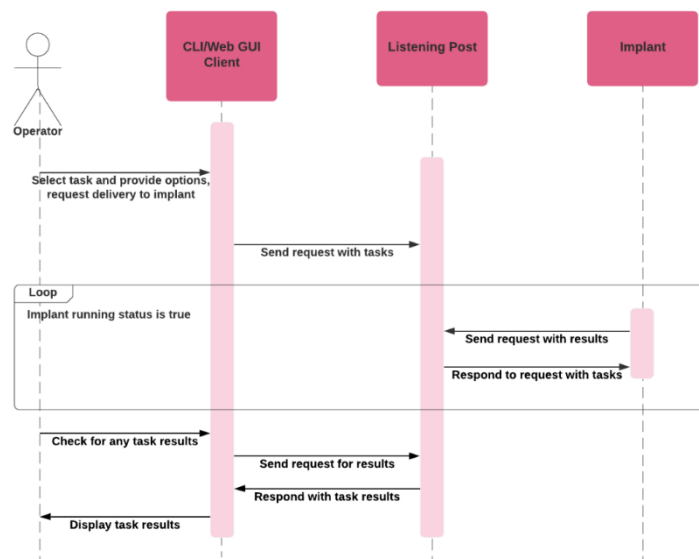 CLI/Web GUI
Client
Listening Post
Implant
Operator
Select task and provide options,
request delivery to implant
Send request with tasks
Loop
Implant running status is true
Send request with results
Respond to request with tasks
Check for any task results
Send request for results
Respond with task results
Display task results